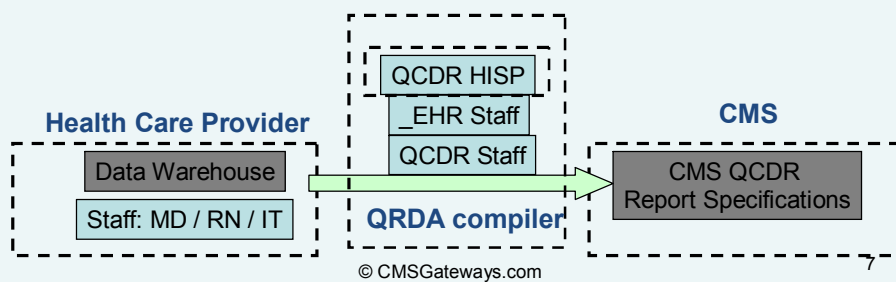 QCDR HISP
_EHR Staff
QCDR Staff
Health Care Provider
CMS
Data Warehouse
Staff: MD / RN / IT
QRDA compiler
CMS QCDR
Report Specifications
© CMSGateways.com
7